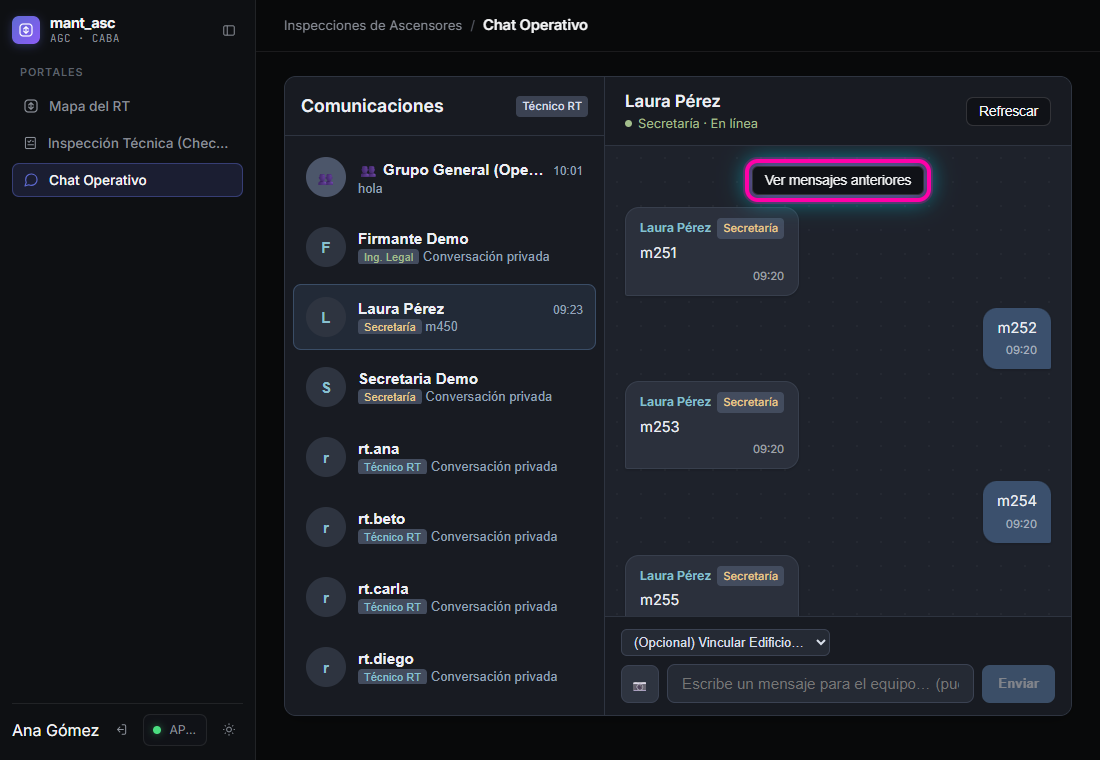 mant_asc
AGC · CABA
PORTALES
Mapa del RT
Inspección Técnica (Chec...
Chat Operativo
Ana Gómez
AP...
Inspecciones de Ascensores / Chat Operativo
Comunicaciones
Técnico RT
Grupo General (Ope... 10:01
hola
F
Firmante Demo
Ing. Legal Conversación privada
L
Laura Pérez 09:23
Secretaría m450
S
Secretaria Demo
Secretaría Conversación privada
r
rt.ana
Técnico RT Conversación privada
r
rt.beto
Técnico RT Conversación privada
r
rt.carla
Técnico RT Conversación privada
r
rt.diego
Técnico RT Conversación privada
Laura Pérez
Secretaría · En línea
Refrescar
Ver mensajes anteriores
Laura Pérez Secretaría
m251
09:20
m252
09:20
Laura Pérez Secretaría
m253
09:20
m254
09:20
Laura Pérez Secretaría
m255
(Opcional) Vincular Edificio...
Escribe un mensaje para el equipo... (pu
Enviar